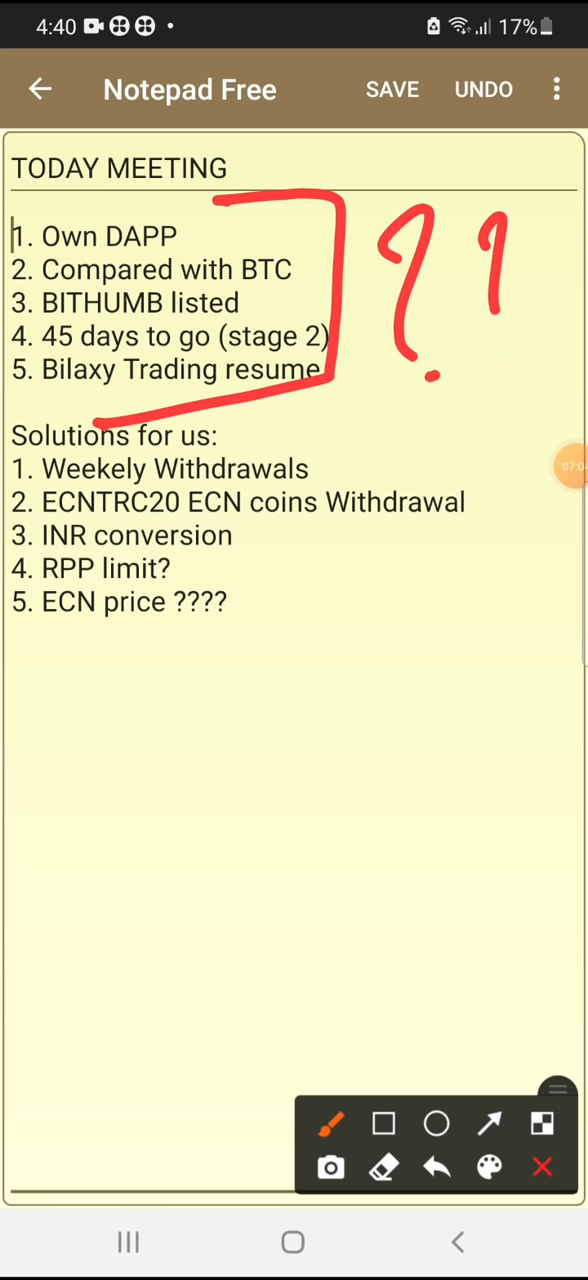 4:40 17%
Notepad Free SAVE UNDO
TODAY MEETING
1. Own DAPP
2. Compared with BTC
3. BITHUMB listed
4. 45 days to go (stage 2)
5. Bilaxy Trading resume
? ?
Solutions for us:
1. Weekely Withdrawals
2. ECNTRC20 ECN coins Withdrawal
3. INR conversion
4. RPP limit?
5. ECN price ????